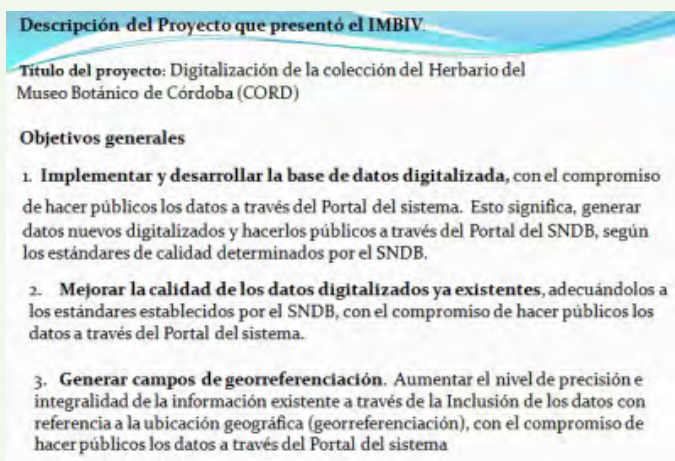 Descripción del Proyecto que presentó el IMBIV.
Título del proyecto: Digitalización de la colección del Herbario del
Museo Botánico de Córdoba (CORD)
Objetivos generales
1. Implementar y desarrollar la base de datos digitalizada, con el compromiso
de hacer públicos los datos a través del Portal del sistema. Esto significa, generar
datos nuevos digitalizados y hacerlos públicos a través del Portal del SNDB, según
los estándares de calidad determinados por el SNDB.
2. Mejorar la calidad de los datos digitalizados ya existentes, adecuándolos a
los estándares establecidos por el SNDB, con el compromiso de hacer públicos los
datos a través del Portal del sistema.
3. Generar campos de georreferenciación. Aumentar el nivel de precisión e
integralidad de la información existente a través de la Inclusión de los datos con
referencia a la ubicación geográfica (georreferenciación), con el compromiso de
hacer públicos los datos a través del Portal del sistema